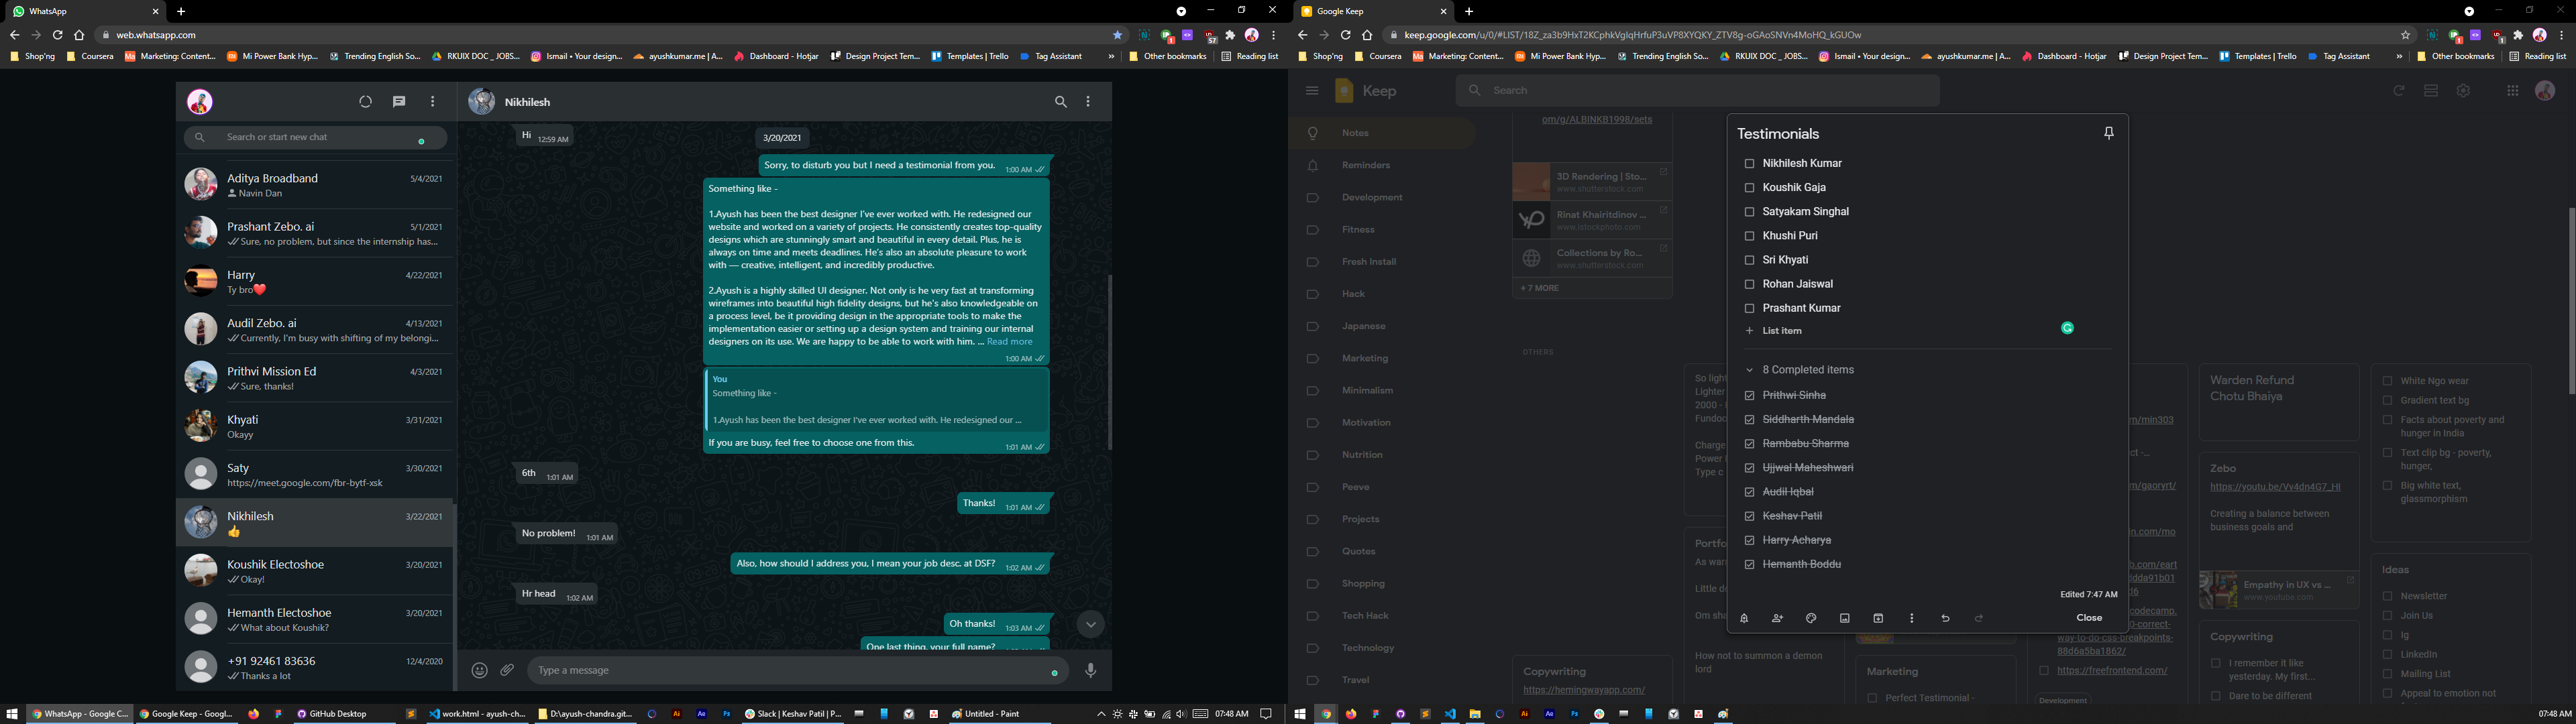 WhatsApp
web.whatsapp.com
Shop'ng
Coursera
Marketing: Content...
Mi Power Bank Hyp...
Trending English So...
RKUIX DOC _ JOBS...
Ismail • Your design...
ayushkumar.me | A...
Dashboard - Hotjar
Design Project Tem...
Templates | Trello
Tag Assistant
»
Other bookmarks
Reading list
Search or start new chat
Aditya Broadband
5/4/2021
Navin Dan
Prashant Zebo. ai
5/1/2021
Sure, no problem, but since the internship has...
Harry
4/22/2021
Ty bro❤️
Audil Zebo. ai
4/13/2021
Currently, I'm busy with shifting of my belongi...
Prithvi Mission Ed
4/3/2021
Sure, thanks!
Khyati
3/31/2021
Okayy
Saty
3/30/2021
https://meet.google.com/fbr-bytf-xsk
Nikhilesh
3/22/2021
👍
Koushik Electoshoe
3/20/2021
Okay!
Hemanth Electoshoe
3/20/2021
What about Koushik?
+91 92461 83636
12/4/2020
Thanks a lot
Nikhilesh
Hi
12:59 AM
3/20/2021
Sorry, to disturb you but I need a testimonial from you.
1:00 AM
Something like -
1.Ayush has been the best designer I've ever worked with. He redesigned our
website and worked on a variety of projects. He consistently creates top-quality
designs which are stunningly smart and beautiful in every detail. Plus, he is
always on time and meets deadlines. He's also an absolute pleasure to work
with — creative, intelligent, and incredibly productive.
2.Ayush is a highly skilled UI designer. Not only is he very fast at transforming
wireframes into beautiful high fidelity designs, but he's also knowledgeable on
a process level, be it providing design in the appropriate tools to make the
implementation easier or setting up a design system and training our internal
designers on its use. We are happy to be able to work with him. ... Read more
1:00 AM
You
Something like -
1.Ayush has been the best designer I've ever worked with. He redesigned our ...
If you are busy, feel free to choose one from this.
1:01 AM
6th
1:01 AM
Thanks!
1:01 AM
No problem!
1:01 AM
Also, how should I address you, I mean your job desc. at DSF?
1:02 AM
Hr head
1:02 AM
Oh thanks!
1:03 AM
One last thing, your full name?
Type a message
WhatsApp - Google C...
Google Keep - Googl...
GitHub Desktop
work.html - ayush-ch...
D:\ayush-chandra.git...
Slack | Keshav Patil | P...
Untitled - Paint
07:48 AM
Google Keep
keep.google.com/u/0/#LIST/18Z_za3b9HxT2KCphkVgIqHrfuP3uVP8XYQKY_ZTV8g-oGAoSNVn4MoHQ_kGUOw
Shop'ng
Coursera
Marketing: Content...
Mi Power Bank Hyp...
Trending English So...
RKUIX DOC _ JOBS...
Ismail • Your design...
ayushkumar.me | A...
Dashboard - Hotjar
Design Project Tem...
Templates | Trello
Tag Assistant
»
Other bookmarks
Reading list
Keep
Search
Notes
Reminders
Development
Fitness
Fresh Install
Hack
Japanese
Marketing
Minimalism
Motivation
Nutrition
Peeve
Projects
Quotes
Shopping
Tech Hack
Technology
Travel
om/g/ALBINKB1998/sets
3D Rendering | Sto...
www.shutterstock.com
Rinat Khairitdinov ...
www.istockphoto.com
Collections by Ro...
www.shutterstock.com
+ 7 MORE
OTHERS
Copywriting
https://hemingwayapp.com/
So light
Lighter
2000 -
Fundoo
Charge
Power
Type c
Portfo
As war
Little d
Om sha
How not to summon a demon
lord
Testimonials
Nikhilesh Kumar
Koushik Gaja
Satyakam Singhal
Khushi Puri
Sri Khyati
Rohan Jaiswal
Prashant Kumar
+ List item
8 Completed items
Prithwi Sinha
Siddharth Mandala
Rambabu Sharma
Ujjwal Maheshwari
Audil Iqbal
Keshav Patil
Harry Acharya
Hemanth Boddu
Edited 7:47 AM
Close
Marketing
Perfect Testimonial -
way-to-do-css-breakpoints-
88d6a5ba1862/
https://freefrontend.com/
Development
Warden Refund
Chotu Bhaiya
Zebo
https://youtu.be/Vv4dn4G7_HI
Creating a balance between
business goals and
Empathy in UX vs ...
www.youtube.com
Copywriting
I remember it like
yesterday. My first...
Dare to be different
White Ngo wear
Gradient text bg
Facts about poverty and
hunger in India
Text clip bg - poverty,
hunger,
Big white text,
glassmorphism
Ideas
Newsletter
Join Us
Ig
LinkedIn
Mailing List
Appeal to emotion not
07:48 AM